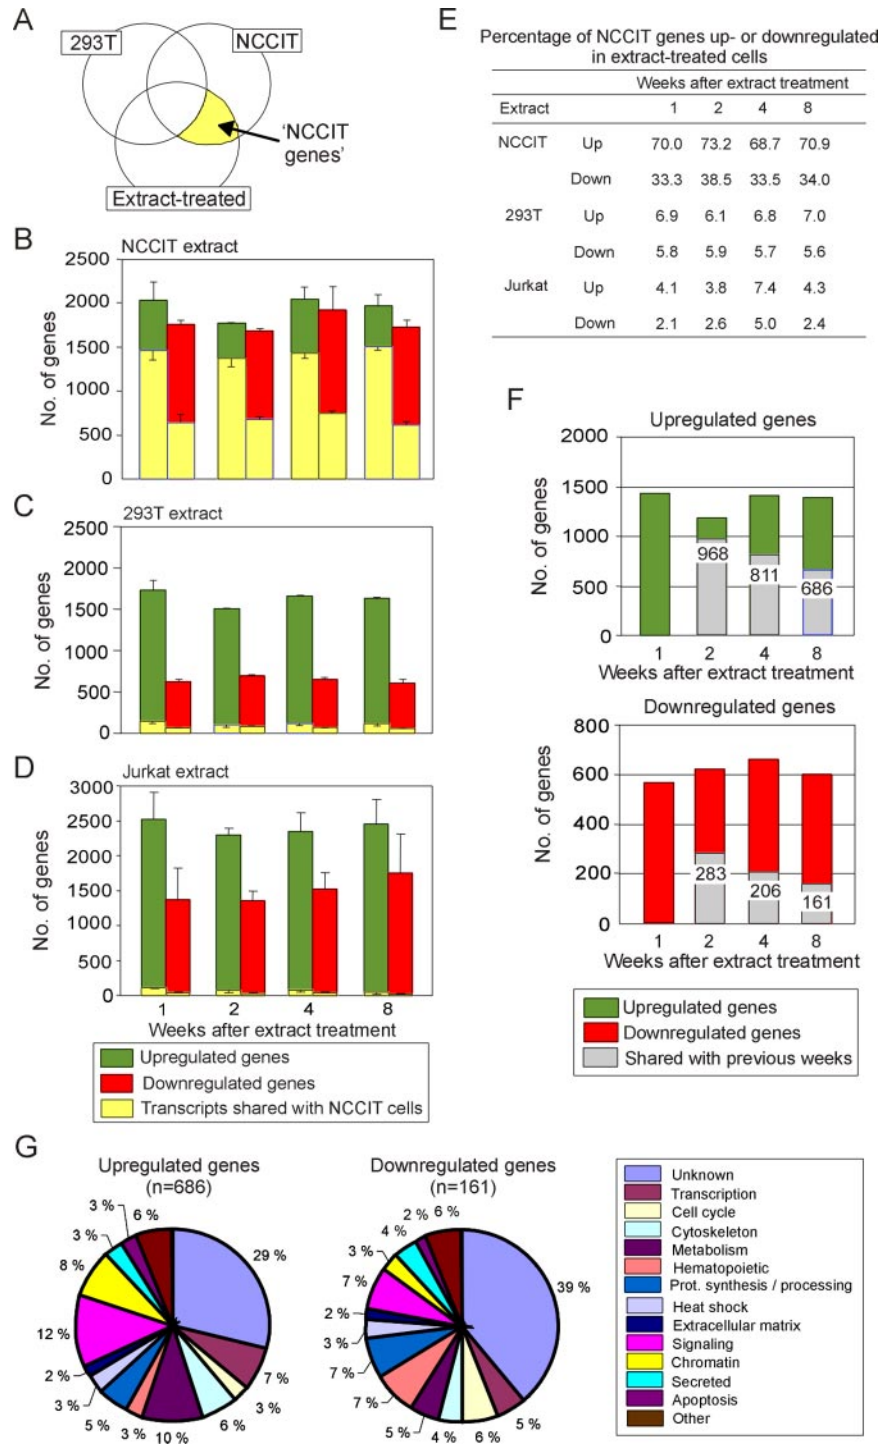 A
293T
NCCIT
'NCCIT
genes'
Extract-treated
B
NCCIT extract
2500
2000
1500
1000
500
0
No. of genes
C
293T extract
2500
2000
1500
1000
500
0
No. of genes
D
Jurkat extract
3000
2500
2000
1500
1000
500
0
No. of genes
1 2 4 8
Weeks after extract treatment
Upregulated genes
Downregulated genes
Transcripts shared with NCCIT cells
E
Percentage of NCCIT genes up- or downregulated
in extract-treated cells
Weeks after extract treatment
Extract 1 2 4 8
NCCIT Up 70.0 73.2 68.7 70.9
Down 33.3 38.5 33.5 34.0
293T Up 6.9 6.1 6.8 7.0
Down 5.8 5.9 5.7 5.6
Jurkat Up 4.1 3.8 7.4 4.3
Down 2.1 2.6 5.0 2.4
F
Upregulated genes
2000
1500
1000
500
0
No. of genes
968
811
686
1 2 4 8
Weeks after extract treatment
Downregulated genes
800
600
400
200
0
No. of genes
283
206
161
1 2 4 8
Weeks after extract treatment
Upregulated genes
Downregulated genes
Shared with previous weeks
G
Upregulated genes
(n=686)
29 %
7 %
3 %
6 %
10 %
3 %
5 %
3 %
2 %
12 %
8 %
3 %
3 %
6 %
Downregulated genes
(n=161)
39 %
5 %
6 %
4 %
5 %
7 %
7 %
3 %
2 %
7 %
3 %
4 %
2 %
6 %
Unknown
Transcription
Cell cycle
Cytoskeleton
Metabolism
Hematopoietic
Prot. synthesis / processing
Heat shock
Extracellular matrix
Signaling
Chromatin
Secreted
Apoptosis
Other